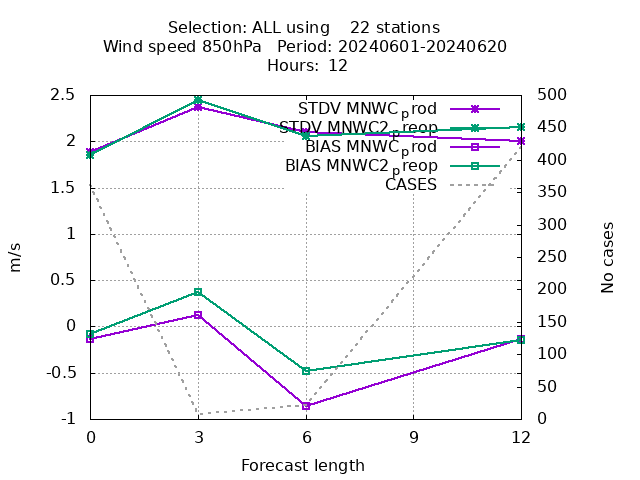 Selection: ALL using    22 stations
Wind speed 850hPa   Period: 20240601-20240620
Hours:  12
2.5
2
1.5
1
0.5
0
-0.5
-1
500
450
400
350
300
250
200
150
100
50
0
STDV MNWC_prod
STDV MNWC2_preop
BIAS MNWC_prod
BIAS MNWC2_preop
CASES
m/s
No cases
0
3
6
9
12
Forecast length